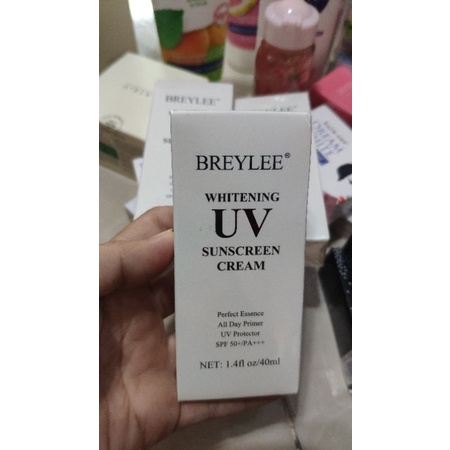 BREYLEE
BREYLEE®
WHITENING
UV
SUNSCREEN
CREAM
Perfect Essence
All Day Primer
UV Protector
SPF 50+/PA+++
NET: 1.4fl oz/40ml